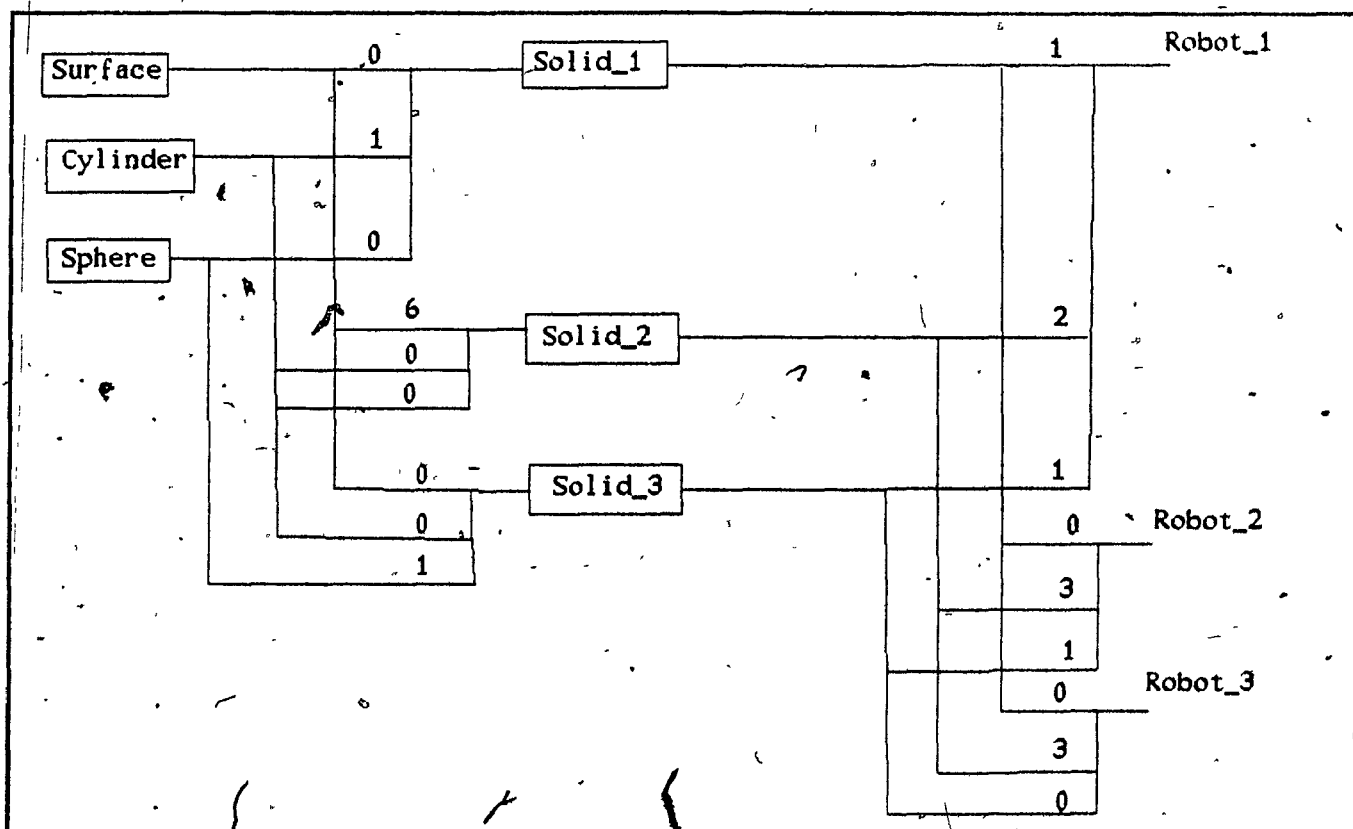 0
1
Robot_1
Surface
Solid_1
1
Cylinder
0
Sphere
6
2
Solid_2
0
0
0
1
Solid_3
0
0
Robot_2
1
3
1
0
Robot_3
3
0